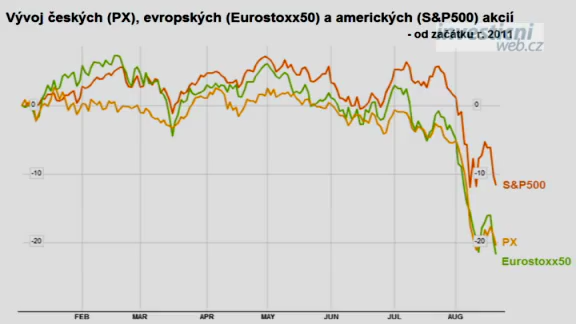 Vývoj českých (PX), evropských (Eurostoxx50) a amerických (S&P500) akcií
- od začátku r. 2011
investicni
web.cz
0
0
-10
-10
-20
-20
S&P500
PX
Eurostoxx50
FEB MAR APR MAY JUN JUL AUG